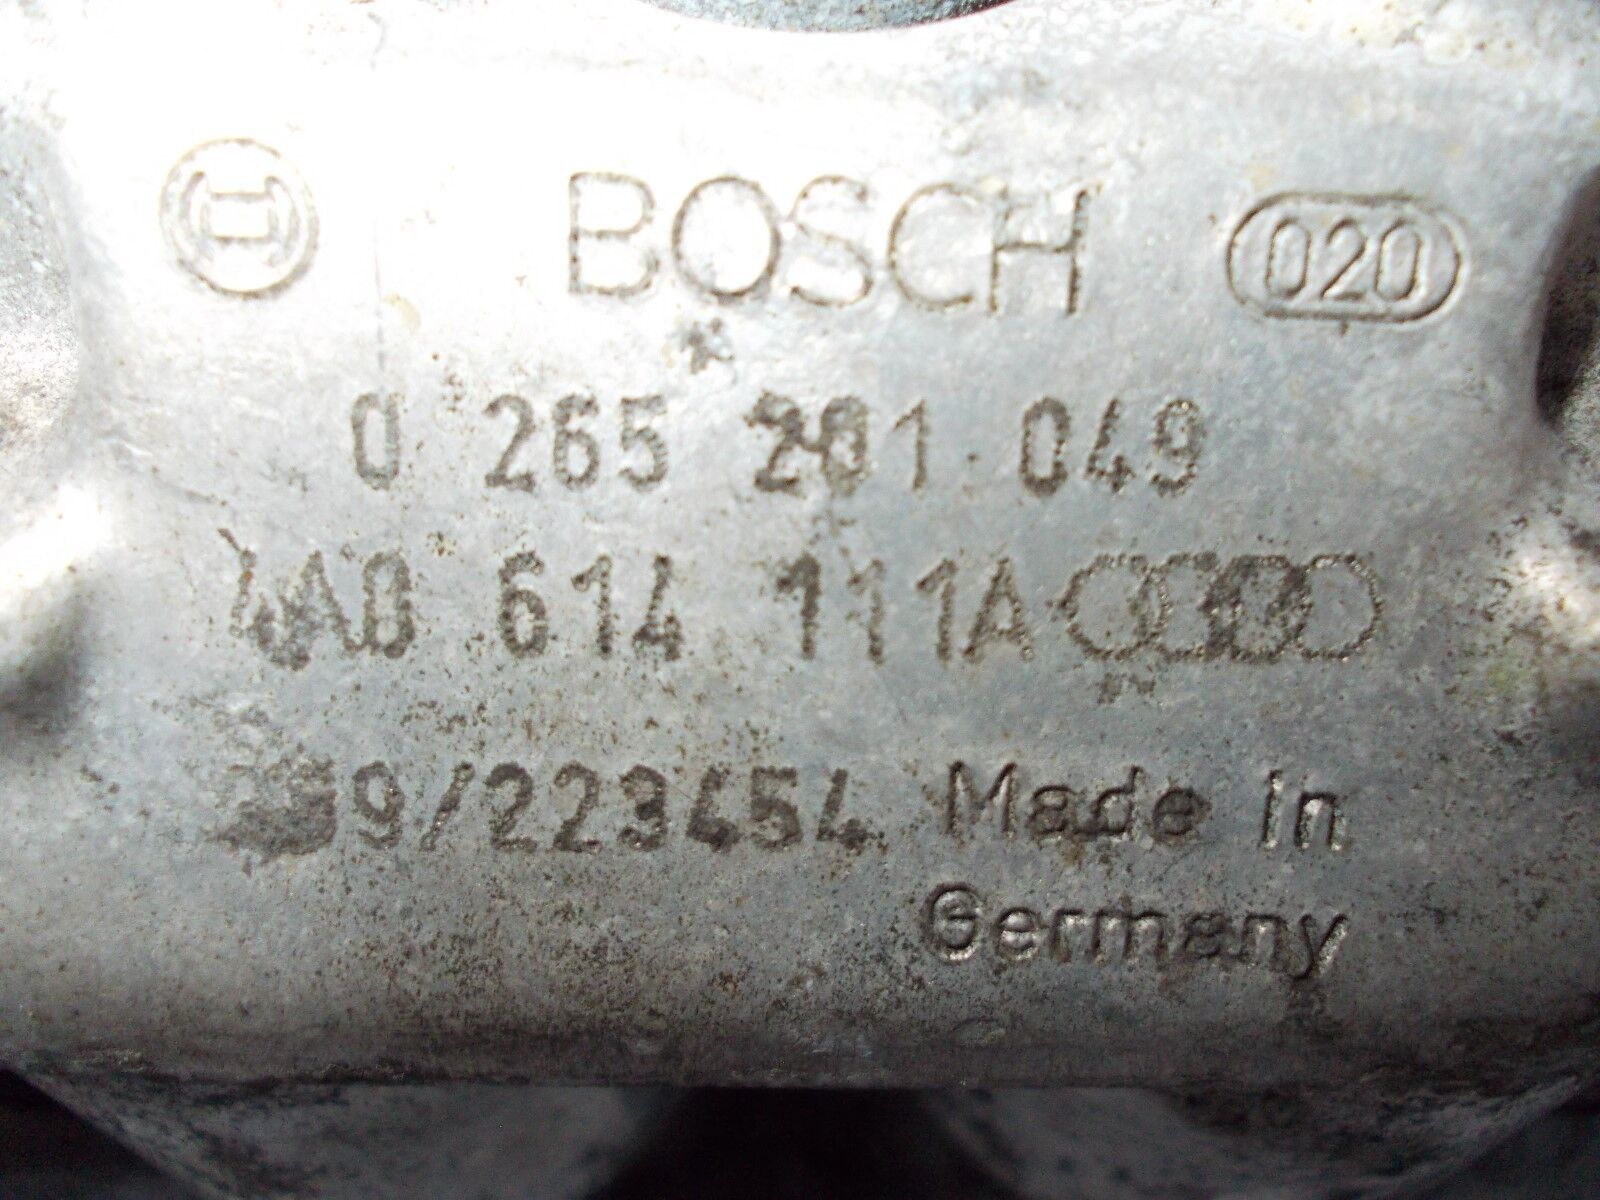 BOSCH 020
0 265 201 049
4A0 614 111A
9/223454 Made in
Germany